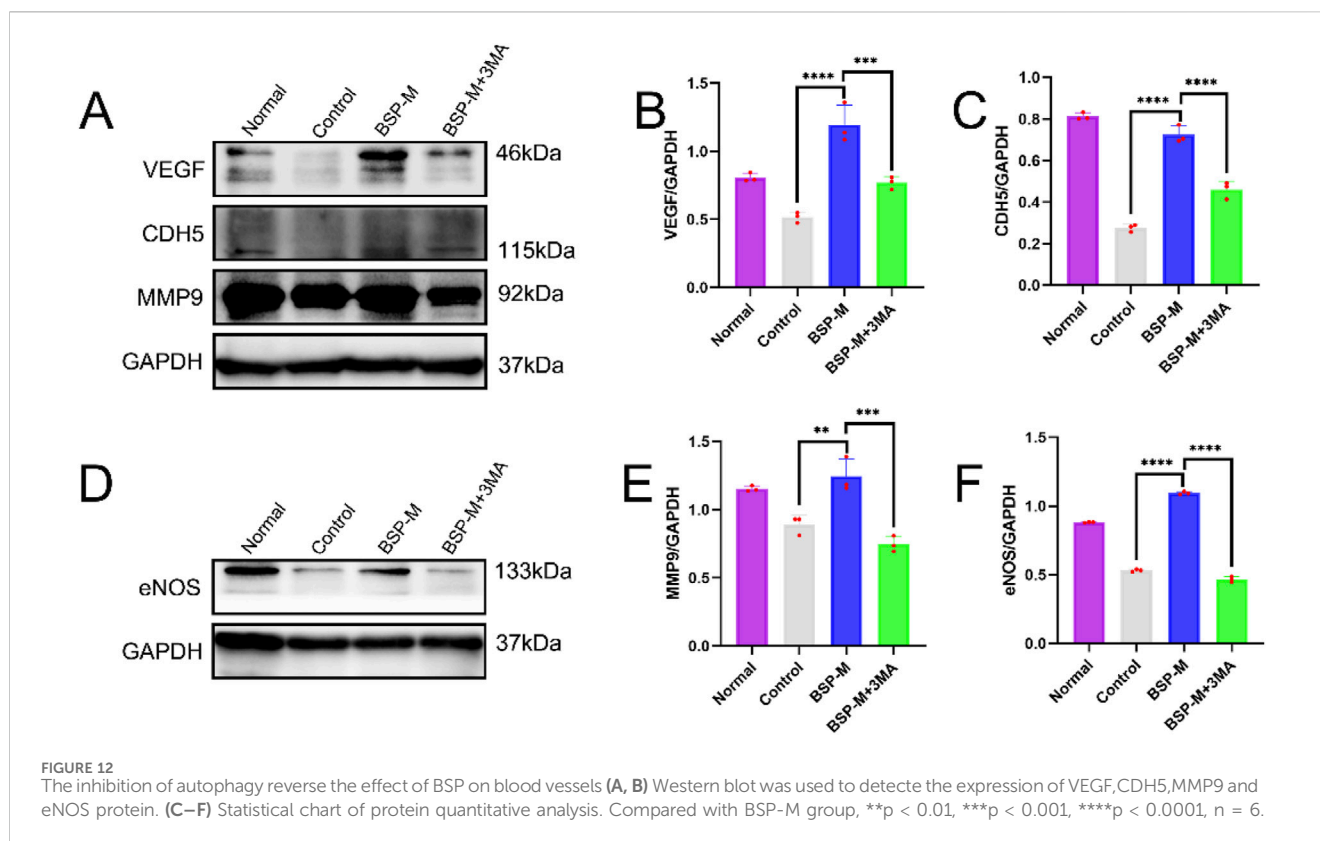 A
Normal
Control
BSP-M
BSP-M+3MA
VEGF
46kDa
CDH5
115kDa
MMP9
92kDa
GAPDH
37kDa
B
VEGF/GAPDH
1.5
1.0
0.5
0.0
****
***
Normal
Control
BSP-M
BSP-M+3MA
C
CDH5/GAPDH
1.0
0.8
0.6
0.4
0.2
0.0
****
****
Normal
Control
BSP-M
BSP-M+3MA
D
Normal
Control
BSP-M
BSP-M+3MA
eNOS
133kDa
GAPDH
37kDa
E
MMP9/GAPDH
1.5
1.0
0.5
0.0
**
***
Normal
Control
BSP-M
BSP-M+3MA
F
eNOS/GAPDH
1.5
1.0
0.5
0.0
****
****
Normal
Control
BSP-M
BSP-M+3MA
FIGURE 12
The inhibition of autophagy reverse the effect of BSP on blood vessels (A, B) Western blot was used to detecte the expression of VEGF,CDH5,MMP9 and
eNOS protein. (C–F) Statistical chart of protein quantitative analysis. Compared with BSP-M group, **p < 0.01, ***p < 0.001, ****p < 0.0001, n = 6.